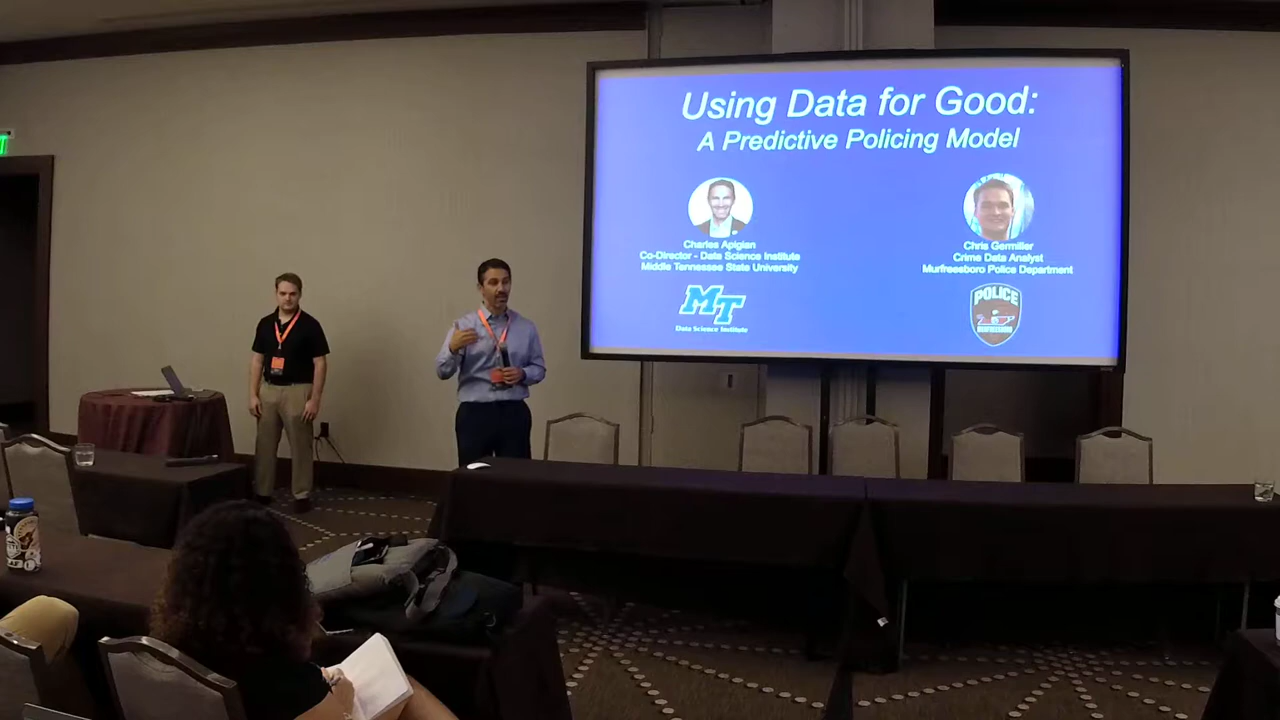 Using Data for Good:
A Predictive Policing Model
Charles Apigian
Co-Director - Data Science Institute
Middle Tennessee State University
MT
Data Science Institute
Chris Germiller
Crime Data Analyst
Murfreesboro Police Department
POLICE